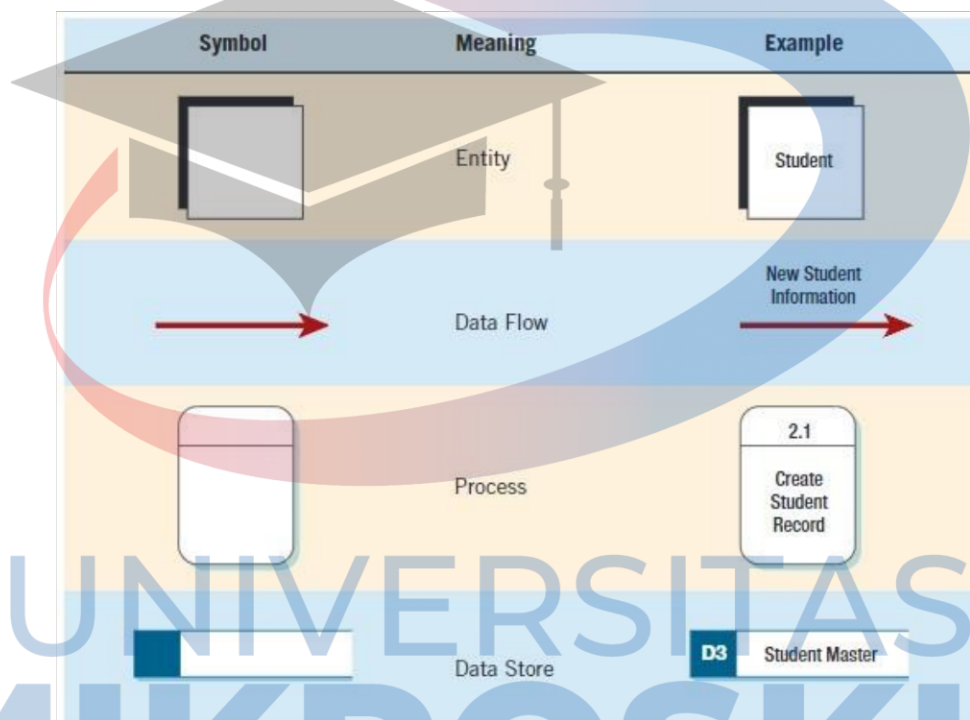 Symbol Meaning Example
Entity Student
New Student
Information
Data Flow
2.1
Process
Create
Student
Record
D3 Student Master
Data Store
UNIVERSITAS
MIKROSKIL